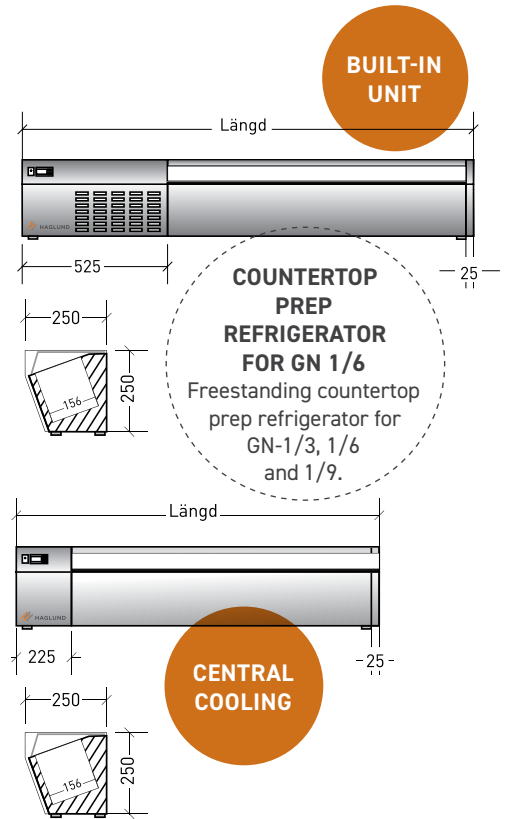 BUILT-IN
UNIT
Längd
HAGLUND
525
25
COUNTERTOP
PREP
REFRIGERATOR
FOR GN 1/6
Freestanding countertop
prep refrigerator for
GN-1/3, 1/6
and 1/9.
250
250
156
Längd
HAGLUND
225
25
CENTRAL
COOLING
250
250
156